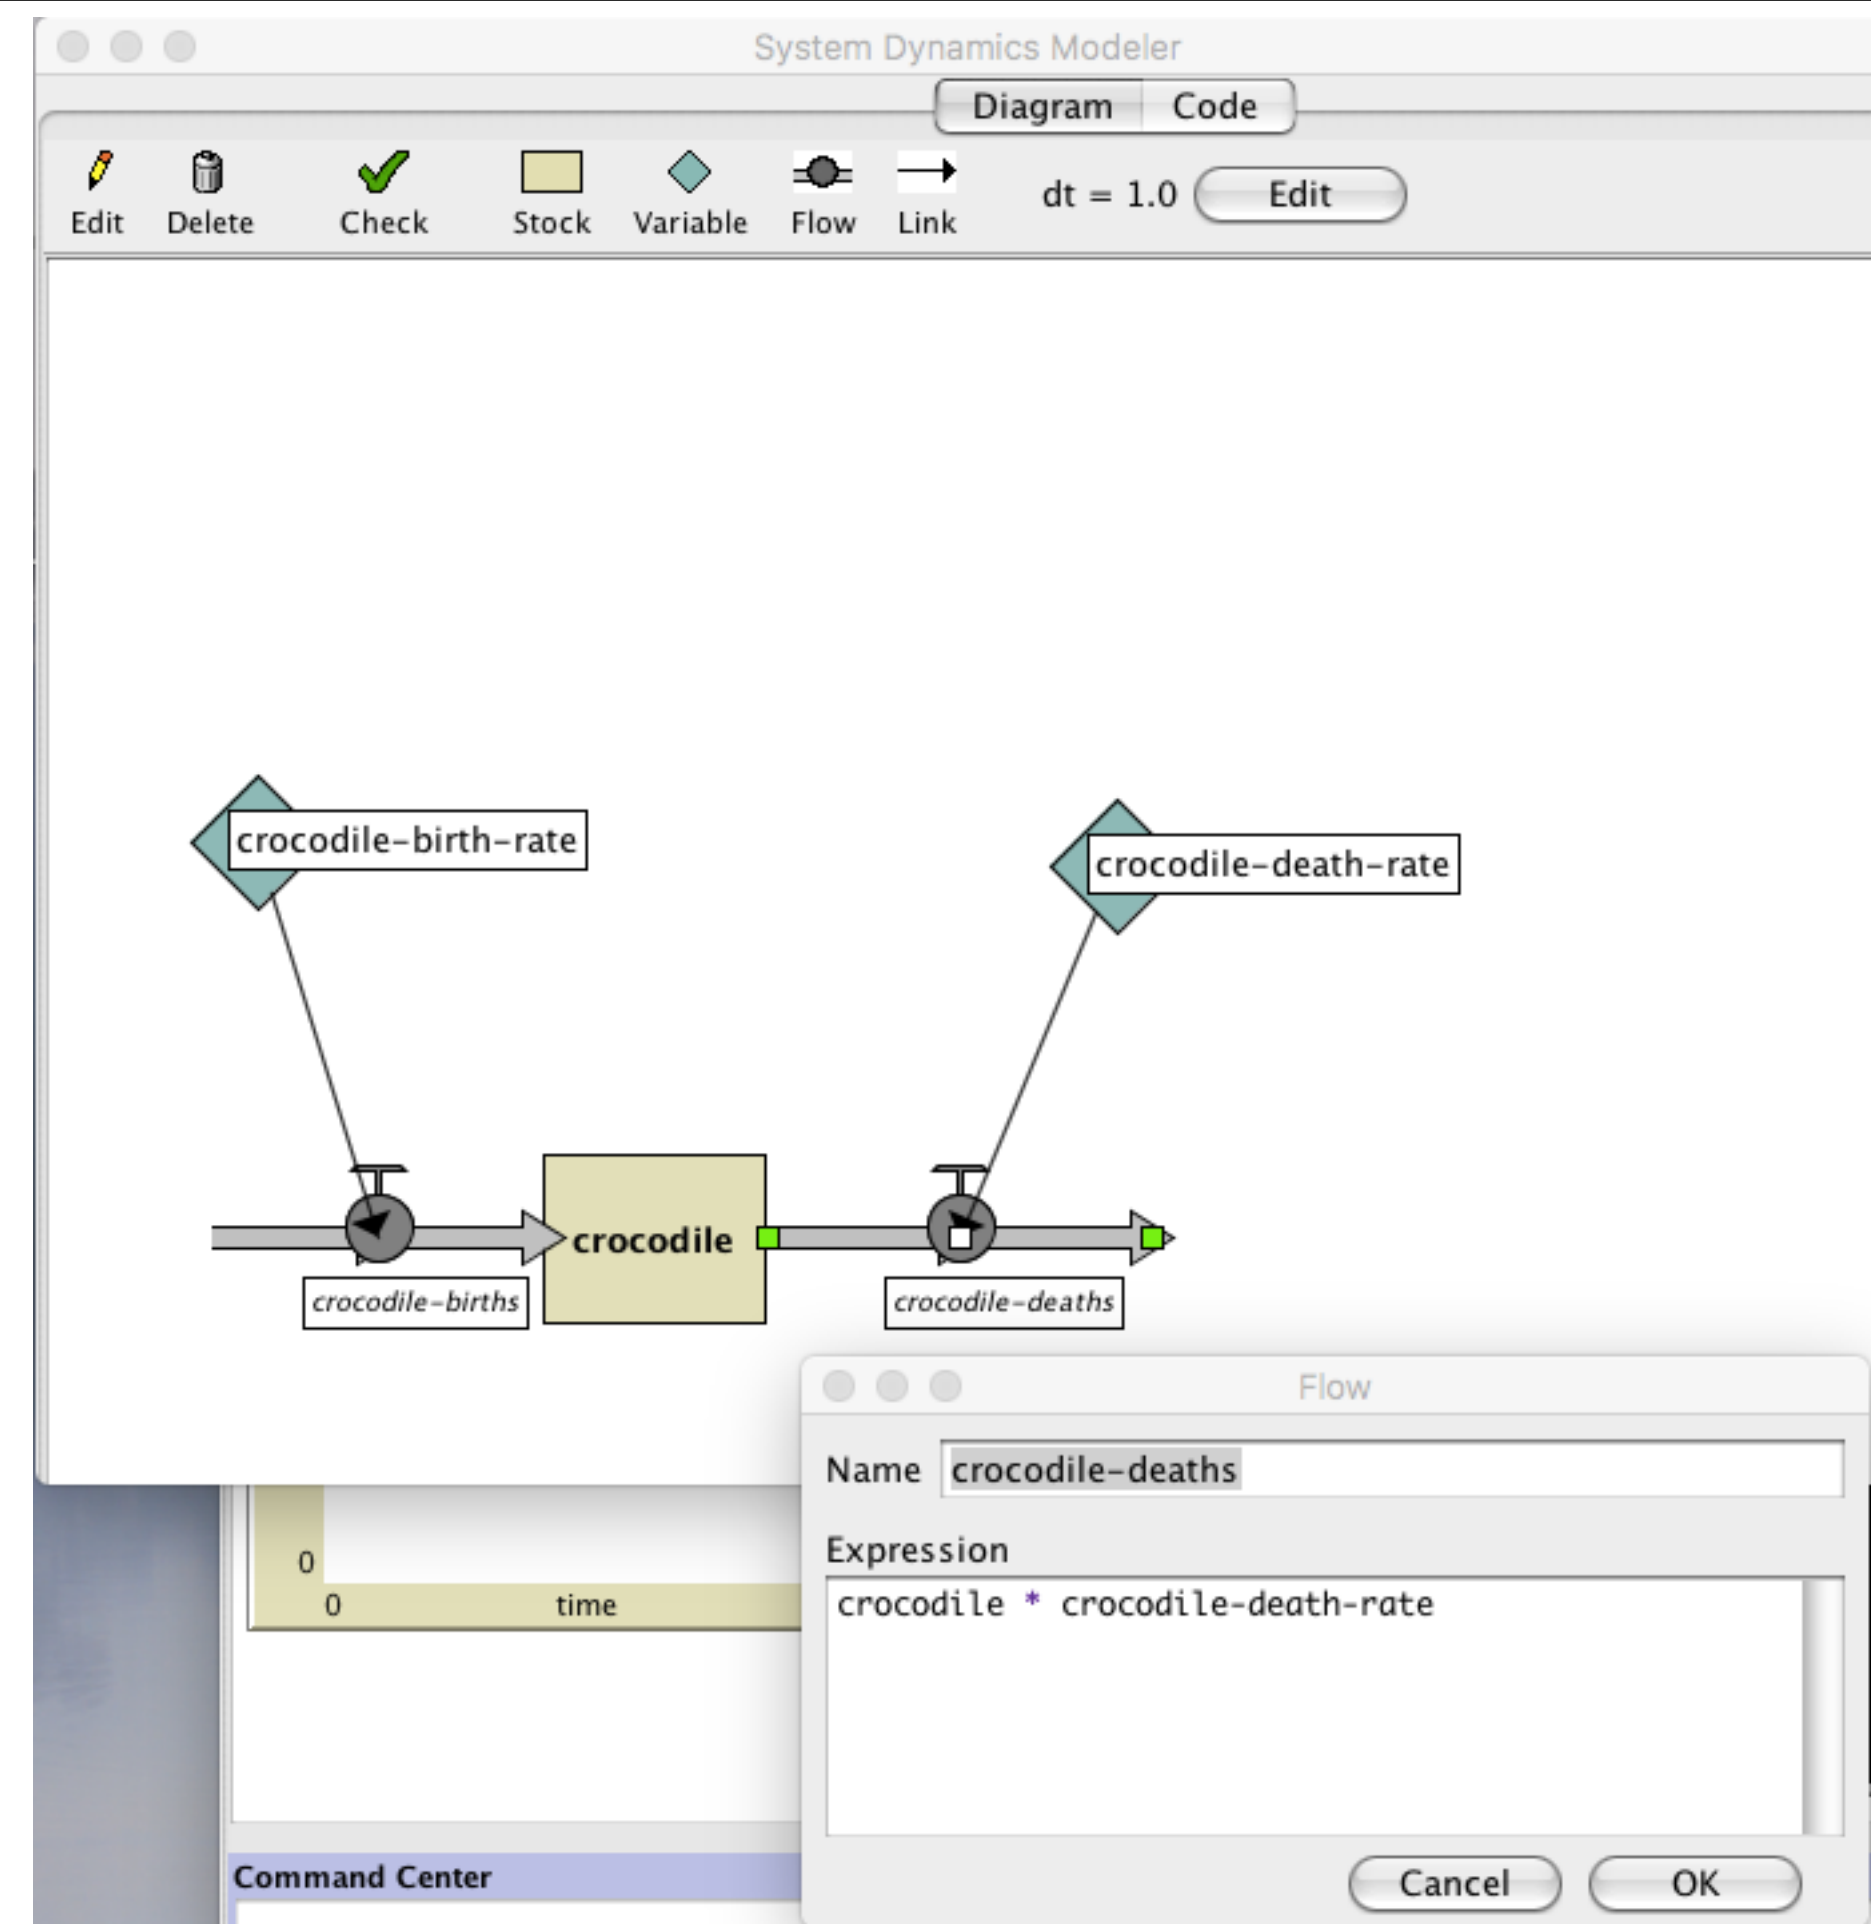 System Dynamics Modeler
Diagram Code
Edit Delete Check Stock Variable Flow Link dt = 1.0 Edit
crocodile-birth-rate
crocodile-death-rate
crocodile
crocodile-births
crocodile-deaths
Flow
Name crocodile-deaths
Expression
crocodile * crocodile-death-rate
0
0 time
Command Center
Cancel OK